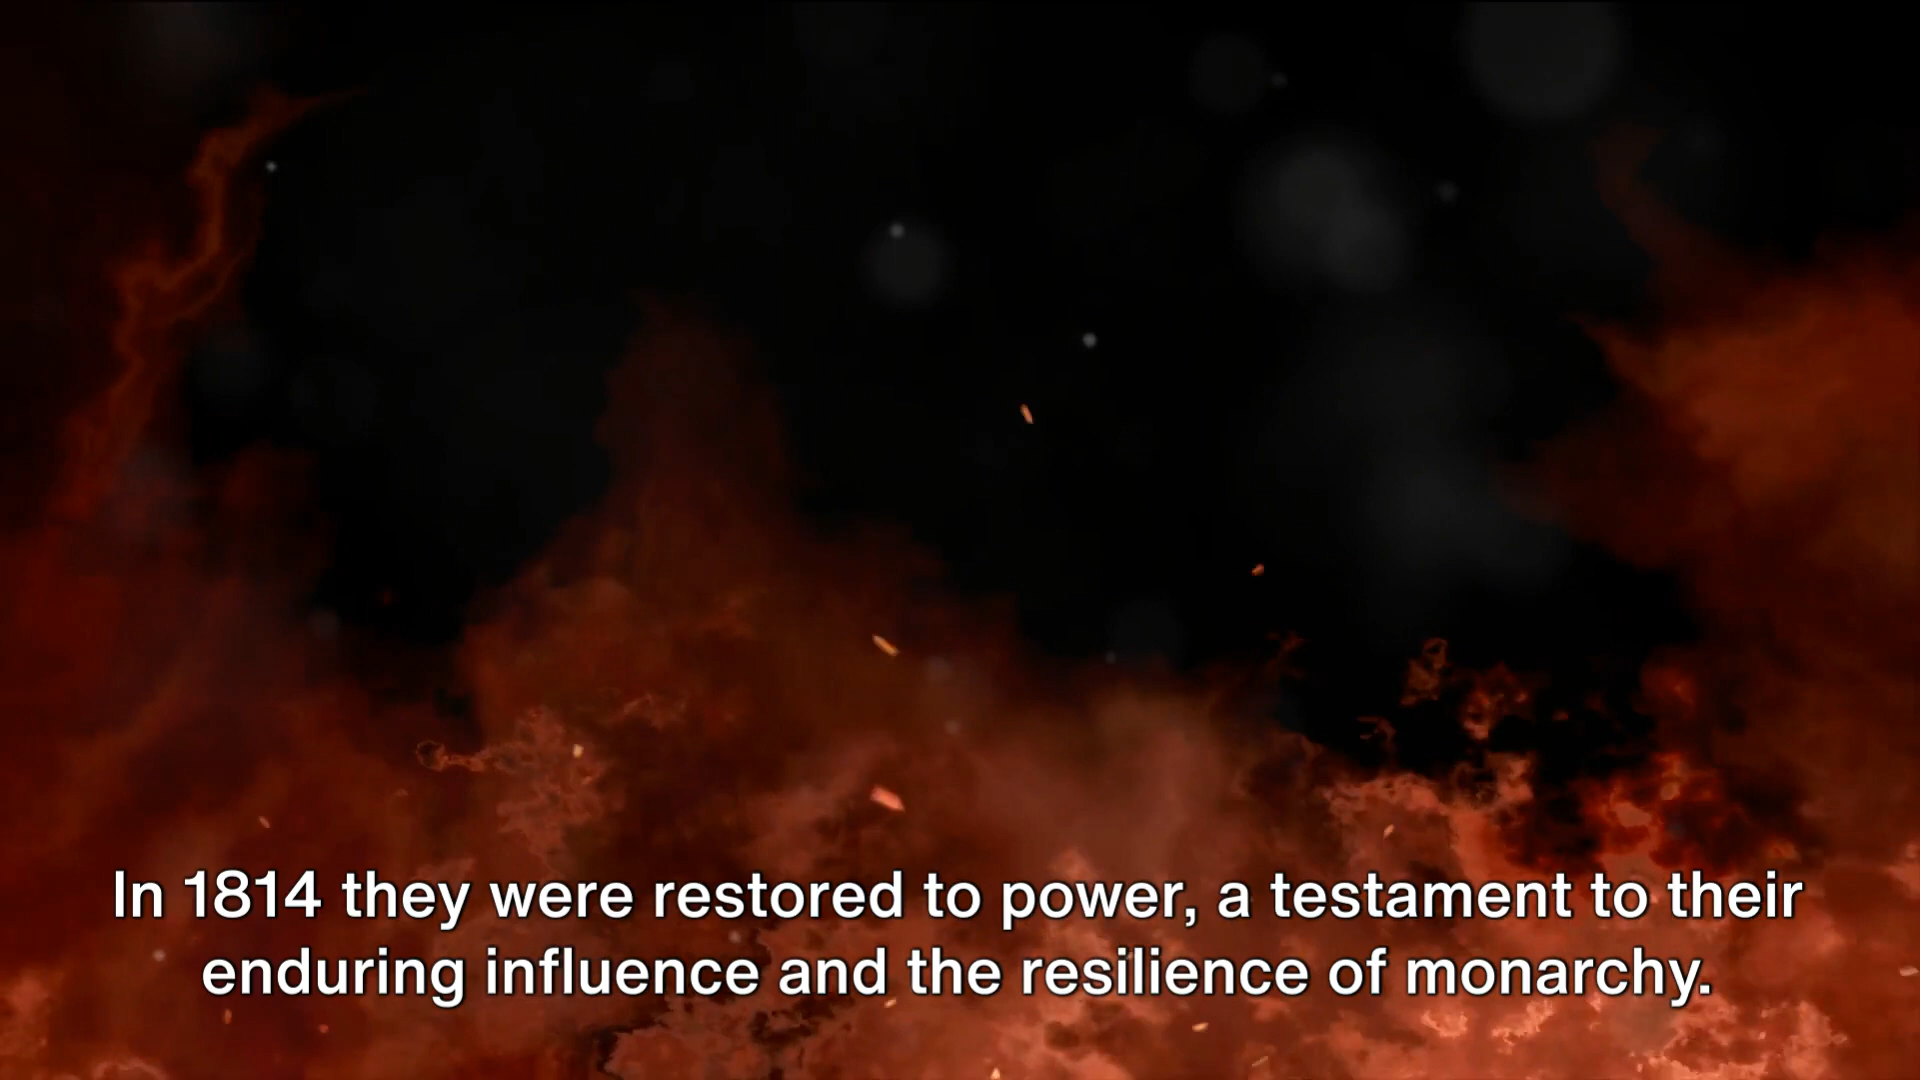 In 1814 they were restored to power, a testament to their
enduring influence and the resilience of monarchy.